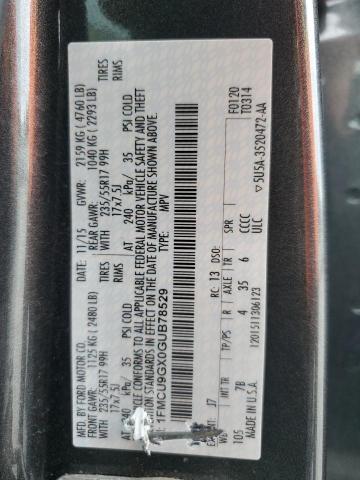 MFD. BY FORD MOTOR CO.
DATE: 11/15 GVWR: 2159 KG (4760 LB)
FRONT GAWR: 1125 KG (2480 LB) REAR GAWR: 1040 KG (2293 LB)
WITH 235/55R17 99H TIRES WITH 235/55R17 99H TIRES
17x7.5J RIMS 17x7.5J RIMS
AT 240 kPa/ 35 PSI COLD AT 240 kPa/ 35 PSI COLD
THIS VEHICLE CONFORMS TO ALL APPLICABLE FEDERAL MOTOR VEHICLE SAFETY AND THEFT
PREVENTION STANDARDS IN EFFECT ON THE DATE OF MANUFACTURE SHOWN ABOVE.
1FMCU9GX0GUB78529 TYPE: MPV
F0120
T0314
J7 RC: 13 DSO:
WB INT TR TP/PS R AXLE TR SPR
105 7B 4 35 6 CCCC
ULC
MADE IN U.S.A. 1201511306123 5U5A-3520472-AA